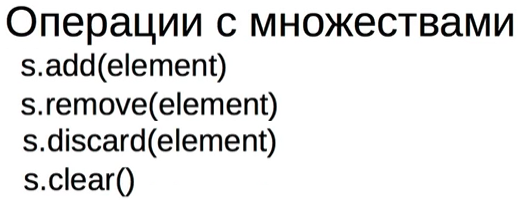 Операции с множествами
s.add(element)
s.remove(element)
s.discard(element)
s.clear()